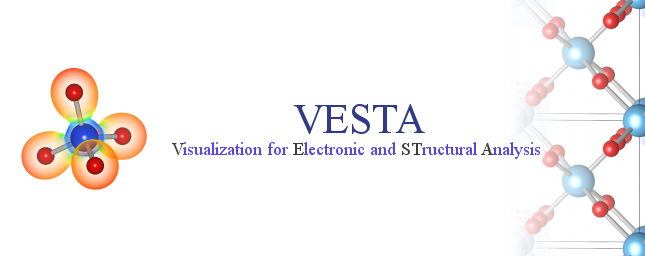 VESTA
Visualization for Electronic and STructural Analysis